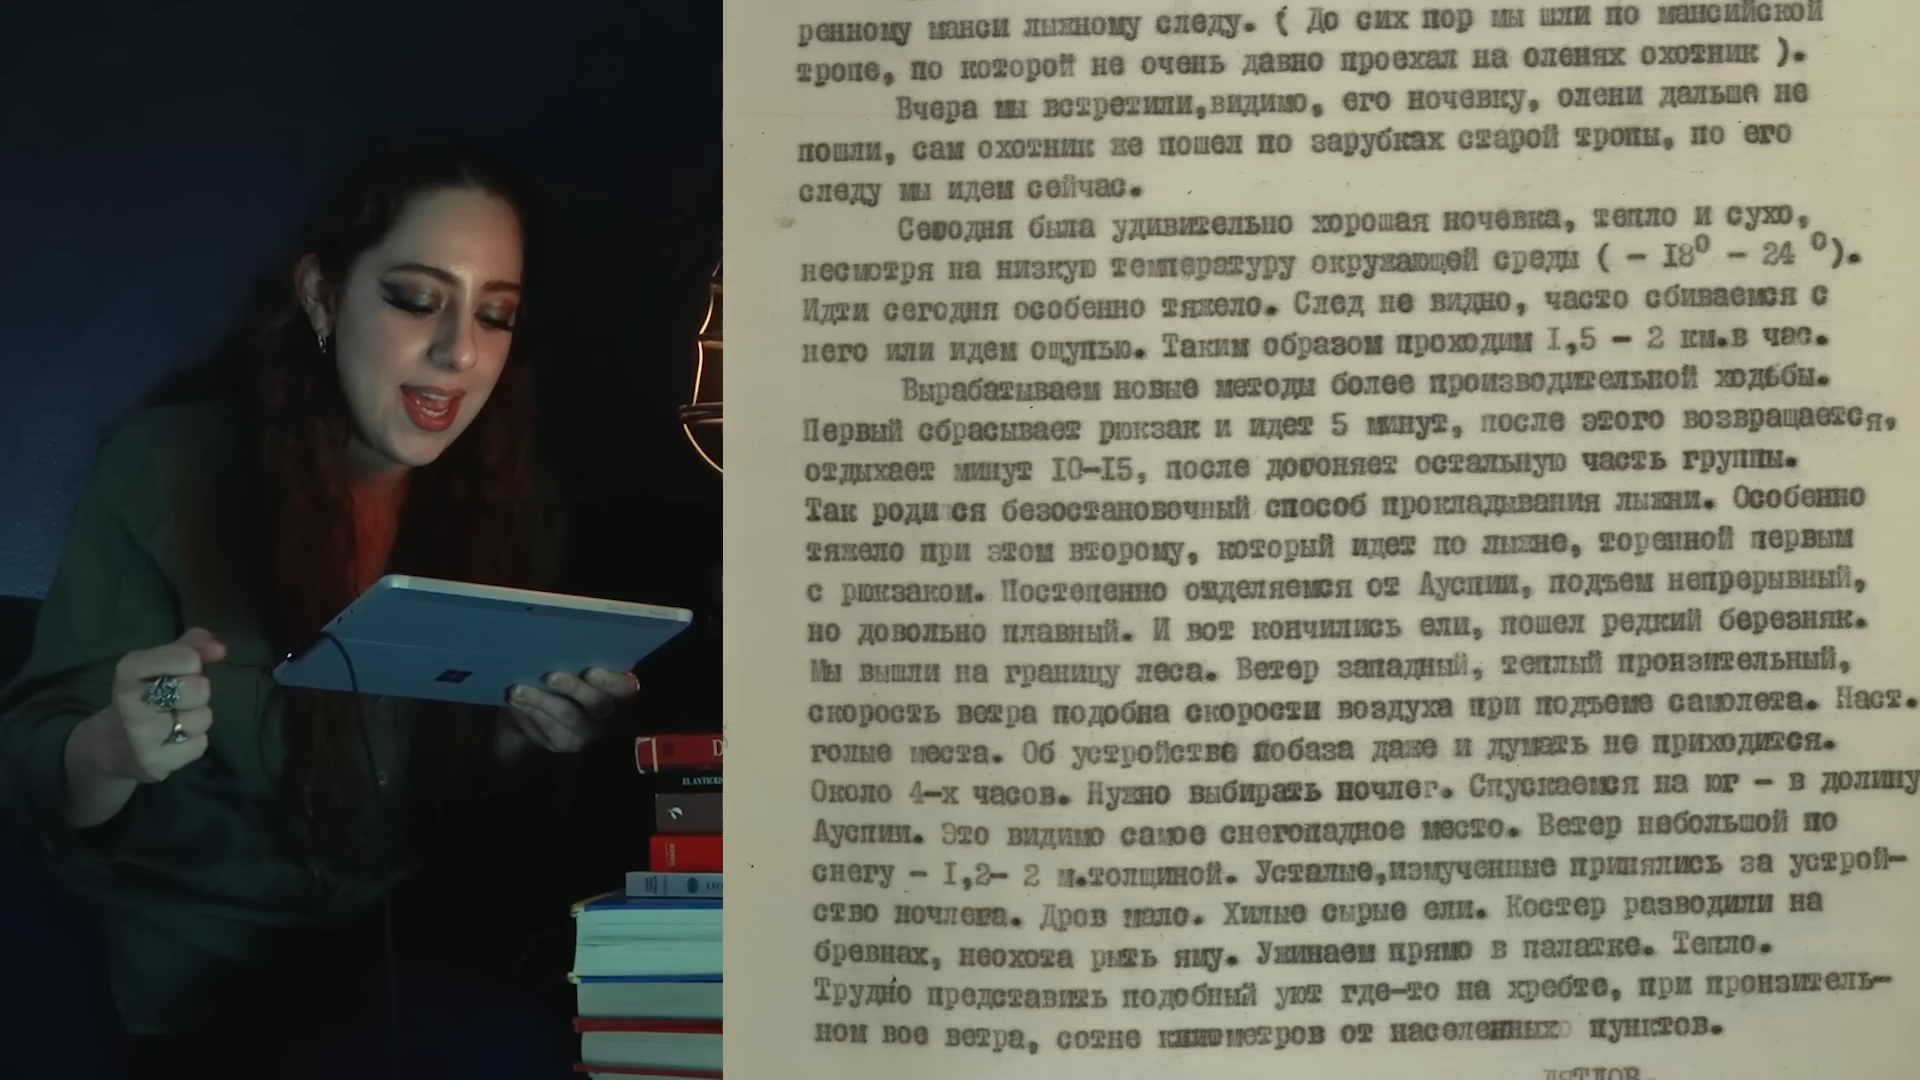 ренному манси лыжному следу. ( До сих пор мы шли по мансийской
тропе, по которой не очень давно проехал на оленях охотник ).
Вчера мы встретили,видимо, его ночевку, олени дальше не
пошли, сам охотник же пошел по зарубкам старой тропы, по его
следу мы идем сейчас.
Сегодня была удивительно хорошая ночевка, тепло и сухо,
несмотря на низкую температуру окружающей среды ( - 18⁰ - 24 ⁰).
Идти сегодня особенно тяжело. След не видно, часто сбиваемся с
него или идем ощупью. Таким образом проходим 1,5 - 2 км.в час.
Вырабатываем новые методы более производительной ходьбы.
Первый сбрасывает рюкзак и идет 5 минут, после этого возвращается,
отдыхает минут 10-15, после догоняет остальную часть группы.
Так роди ся безостановочный способ прокладывания лыжни. Особенно
тяжело при этом второму, который идет по лыжне, торенной первым
с рюкзаком. Постепенно отделяемся от Ауспии, подъем непрерывный,
но довольно плавный. И вот кончились ели, пошел редкий березняк.
Мы вышли на границу леса. Ветер западный, теплый пронзительный,
скорость ветра подобна скорости воздуха при подъеме самолета. Наст.
голые места. Об устройстве лобаза даже и думать не приходится.
Около 4-х часов. Нужно выбирать ночлег. Спускаемся на юг - в долину
Ауспии. Это видимо самое снегопадное место. Ветер небольшой по
снегу - 1,2- 2 м.толщиной. Усталые,измученные принялись за устрой-
ство ночлега. Дров мало. Хилые сырые ели. Костер разводили на
бревнах, неохота рыть яму. Ужинаем прямо в палатке. Тепло.
Трудно представить подобный уют где-то на хребте, при пронзитель-
ном вое ветра, сотне километров от населенных пунктов.
ДЯТЛОВ.